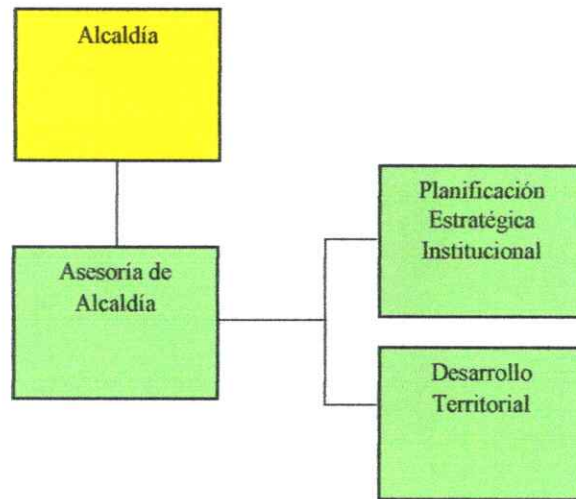 Alcaldía
Asesoría de
Alcaldía
Planificación
Estratégica
Institucional
Desarrollo
Territorial